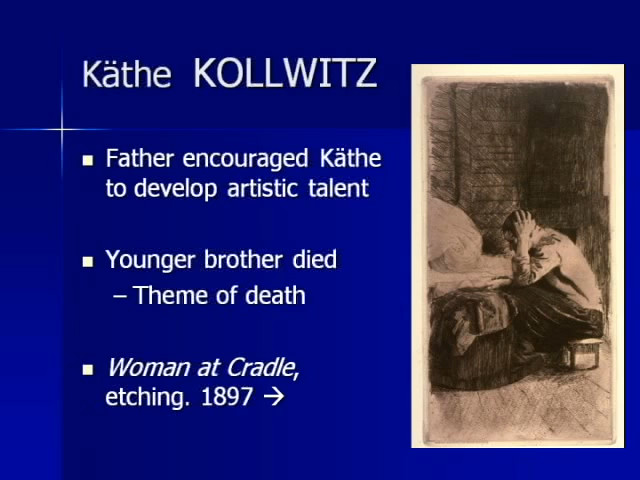 Käthe KOLLWITZ
Father encouraged Käthe
to develop artistic talent
Younger brother died
– Theme of death
Woman at Cradle,
etching. 1897 →